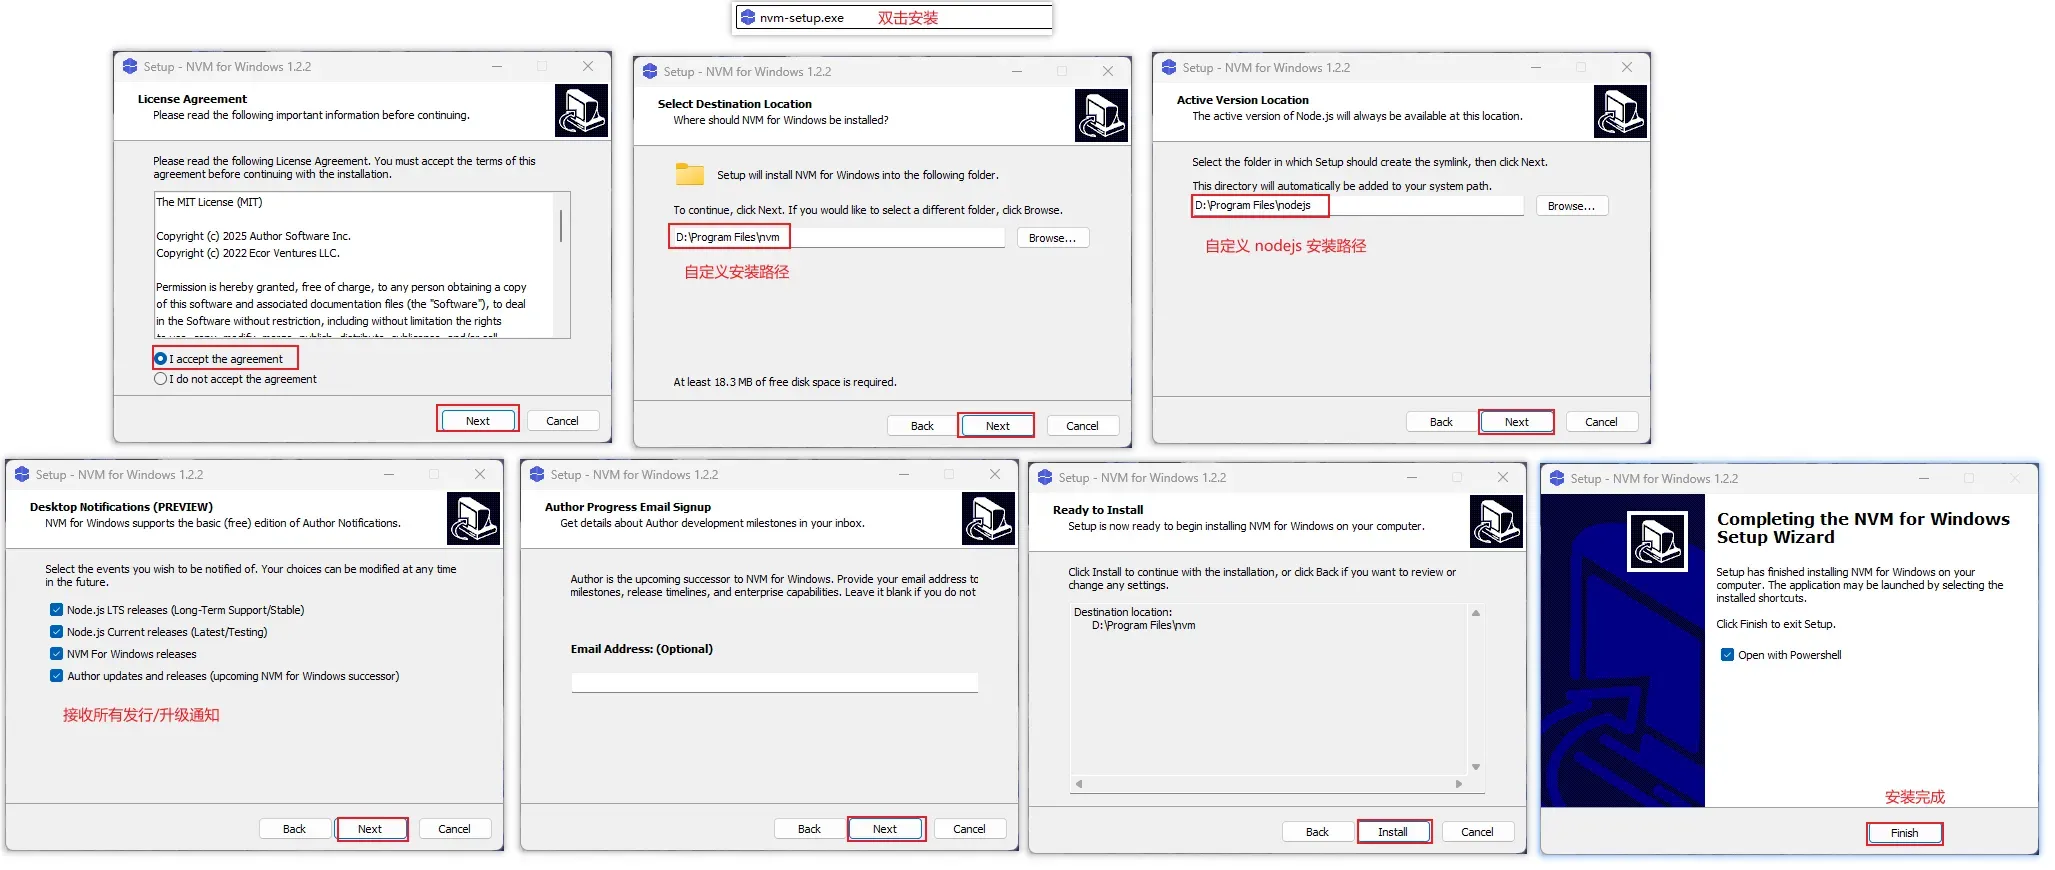 nvm-setup.exe 双击安装
Setup - NVM for Windows 1.2.2
License Agreement
Please read the following important information before continuing.
Please read the following License Agreement. You must accept the terms of this
agreement before continuing with the installation.
The MIT License (MIT)
Copyright (c) 2025 Author Software Inc.
Copyright (c) 2022 Ecor Ventures LLC.
Permission is hereby granted, free of charge, to any person obtaining a copy
of this software and associated documentation files (the "Software"), to deal
in the Software without restriction, including without limitation the rights
to use, copy, modify, merge, publish, distribute, sublicense, and/or sell
I accept the agreement
I do not accept the agreement
Next Cancel
Setup - NVM for Windows 1.2.2
Select Destination Location
Where should NVM for Windows be installed?
Setup will install NVM for Windows into the following folder.
To continue, click Next. If you would like to select a different folder, click Browse.
D:\Program Files\nvm Browse...
自定义安装路径
At least 18.3 MB of free disk space is required.
Back Next Cancel
Setup - NVM for Windows 1.2.2
Active Version Location
The active version of Node.js will always be available at this location.
Select the folder in which Setup should create the symlink, then click Next.
This directory will automatically be added to your system path.
D:\Program Files\nodejs Browse...
自定义 nodejs 安装路径
Back Next Cancel
Setup - NVM for Windows 1.2.2
Desktop Notifications (PREVIEW)
NVM for Windows supports the basic (free) edition of Author Notifications.
Select the events you wish to be notified of. Your choices can be modified at any time
in the future.
Node.js LTS releases (Long-Term Support/Stable)
Node.js Current releases (Latest/Testing)
NVM For Windows releases
Author updates and releases (upcoming NVM for Windows successor)
接收所有发行/升级通知
Back Next Cancel
Setup - NVM for Windows 1.2.2
Author Progress Email Signup
Get details about Author development milestones in your inbox.
Author is the upcoming successor to NVM for Windows. Provide your email address to
milestones, release timelines, and enterprise capabilities. Leave it blank if you do not
Email Address: (Optional)
Back Next Cancel
Setup - NVM for Windows 1.2.2
Ready to Install
Setup is now ready to begin installing NVM for Windows on your computer.
Click Install to continue with the installation, or click Back if you want to review or
change any settings.
Destination location:
D:\Program Files\nvm
Back Install Cancel
Setup - NVM for Windows 1.2.2
Completing the NVM for Windows
Setup Wizard
Setup has finished installing NVM for Windows on your
computer. The application may be launched by selecting the
installed shortcuts.
Click Finish to exit Setup.
Open with Powershell
安装完成
Finish